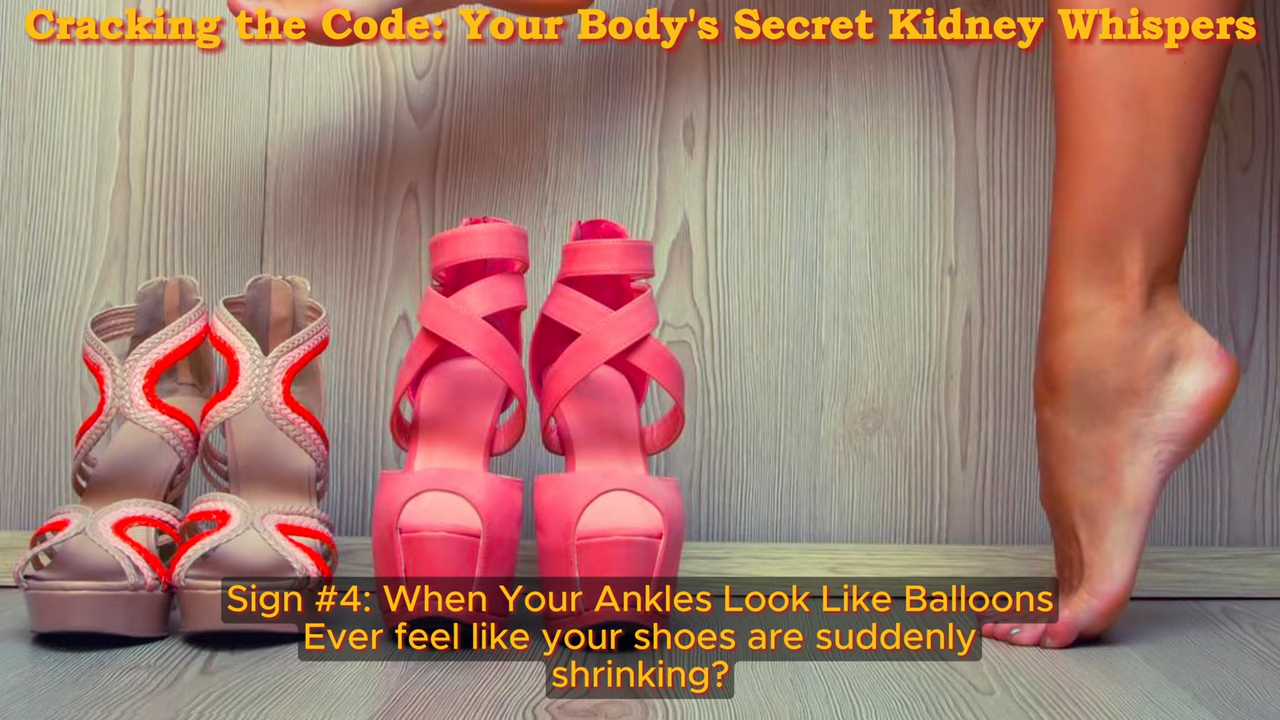 Cracking the Code: Your Body's Secret Kidney Whispers
Sign #4: When Your Ankles Look Like Balloons
Ever feel like your shoes are suddenly
shrinking?